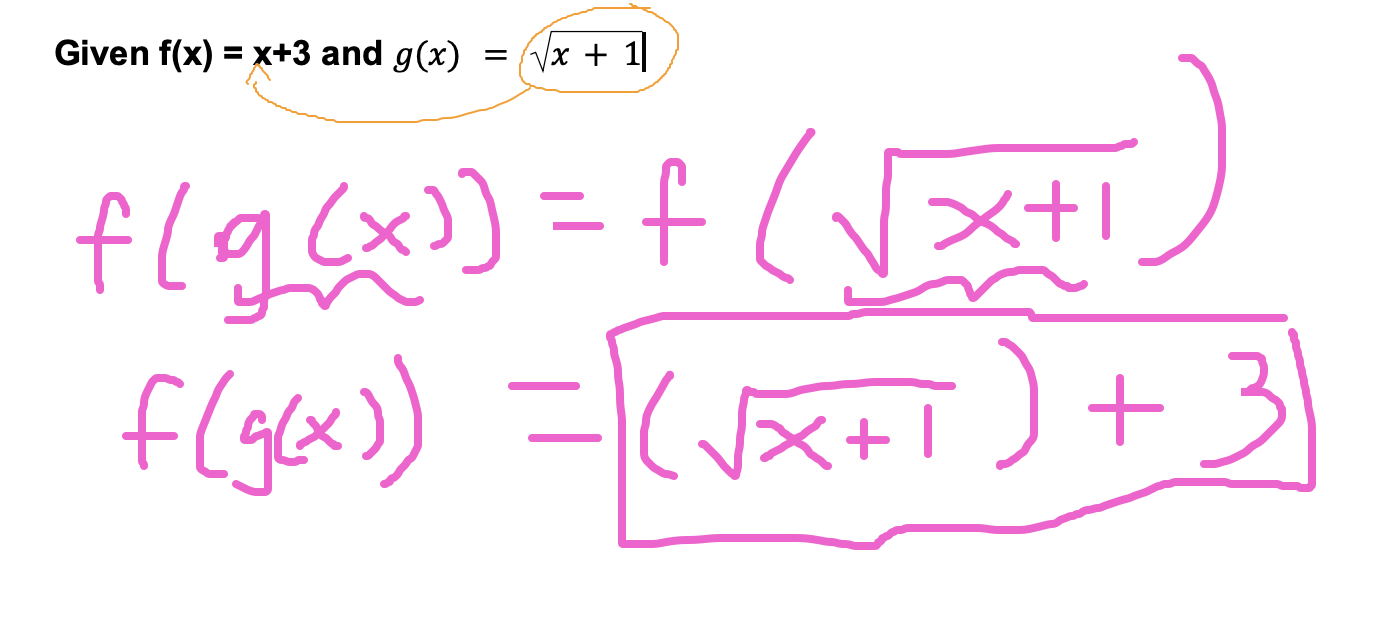 Given f(x) = x+3 and g(x) = √x + 1
f(g(x)) = f(√x+1)
f(g(x)) = (√x+1) + 3